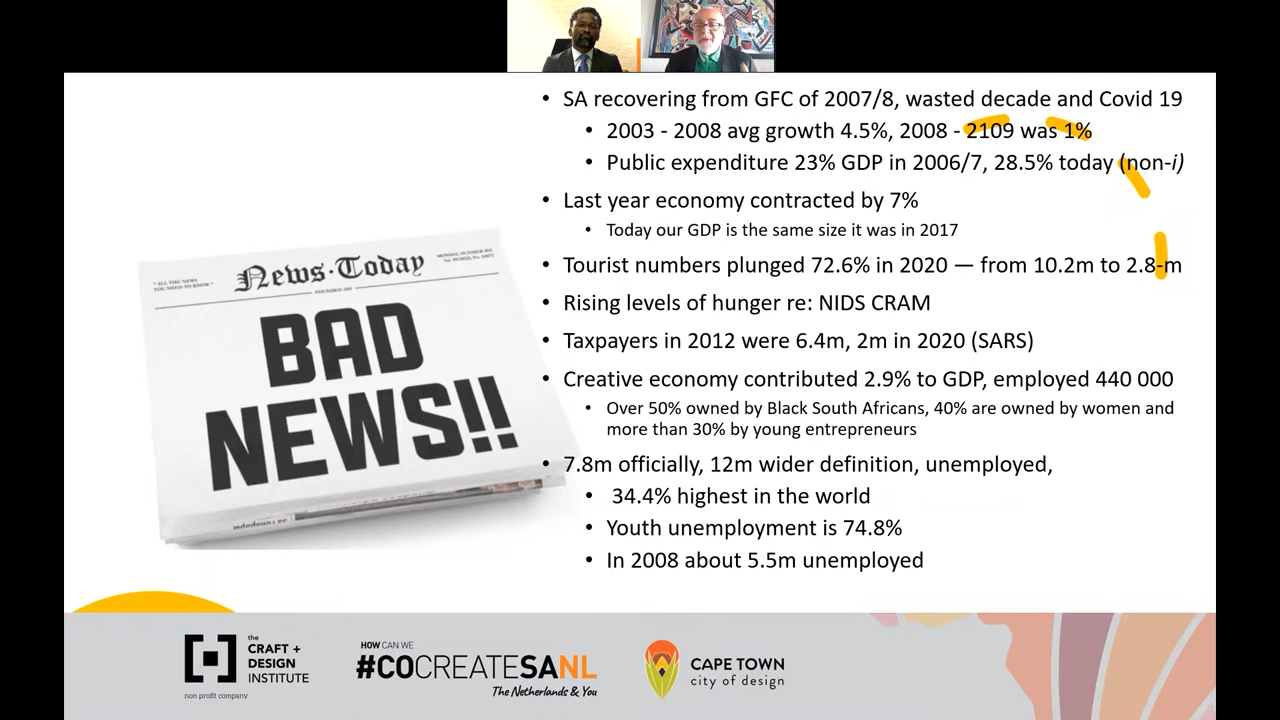 SA recovering from GFC of 2007/8, wasted decade and Covid 19
2003 - 2008 avg growth 4.5%, 2008 - 2109 was 1%
Public expenditure 23% GDP in 2006/7, 28.5% today (non-i)
Last year economy contracted by 7%
Today our GDP is the same size it was in 2017
Tourist numbers plunged 72.6% in 2020 — from 10.2m to 2.8-m
Rising levels of hunger re: NIDS CRAM
Taxpayers in 2012 were 6.4m, 2m in 2020 (SARS)
Creative economy contributed 2.9% to GDP, employed 440 000
Over 50% owned by Black South Africans, 40% are owned by women and
more than 30% by young entrepreneurs
7.8m officially, 12m wider definition, unemployed,
34.4% highest in the world
Youth unemployment is 74.8%
In 2008 about 5.5m unemployed
"ALL THE NEWS
YOU NEED TO KNOW"
News·Today
BAD
NEWS!!
the
CRAFT +
DESIGN
INSTITUTE
non profit company
HOW CAN WE
#COCREATESANL
The Netherlands & You
CAPE TOWN
city of design